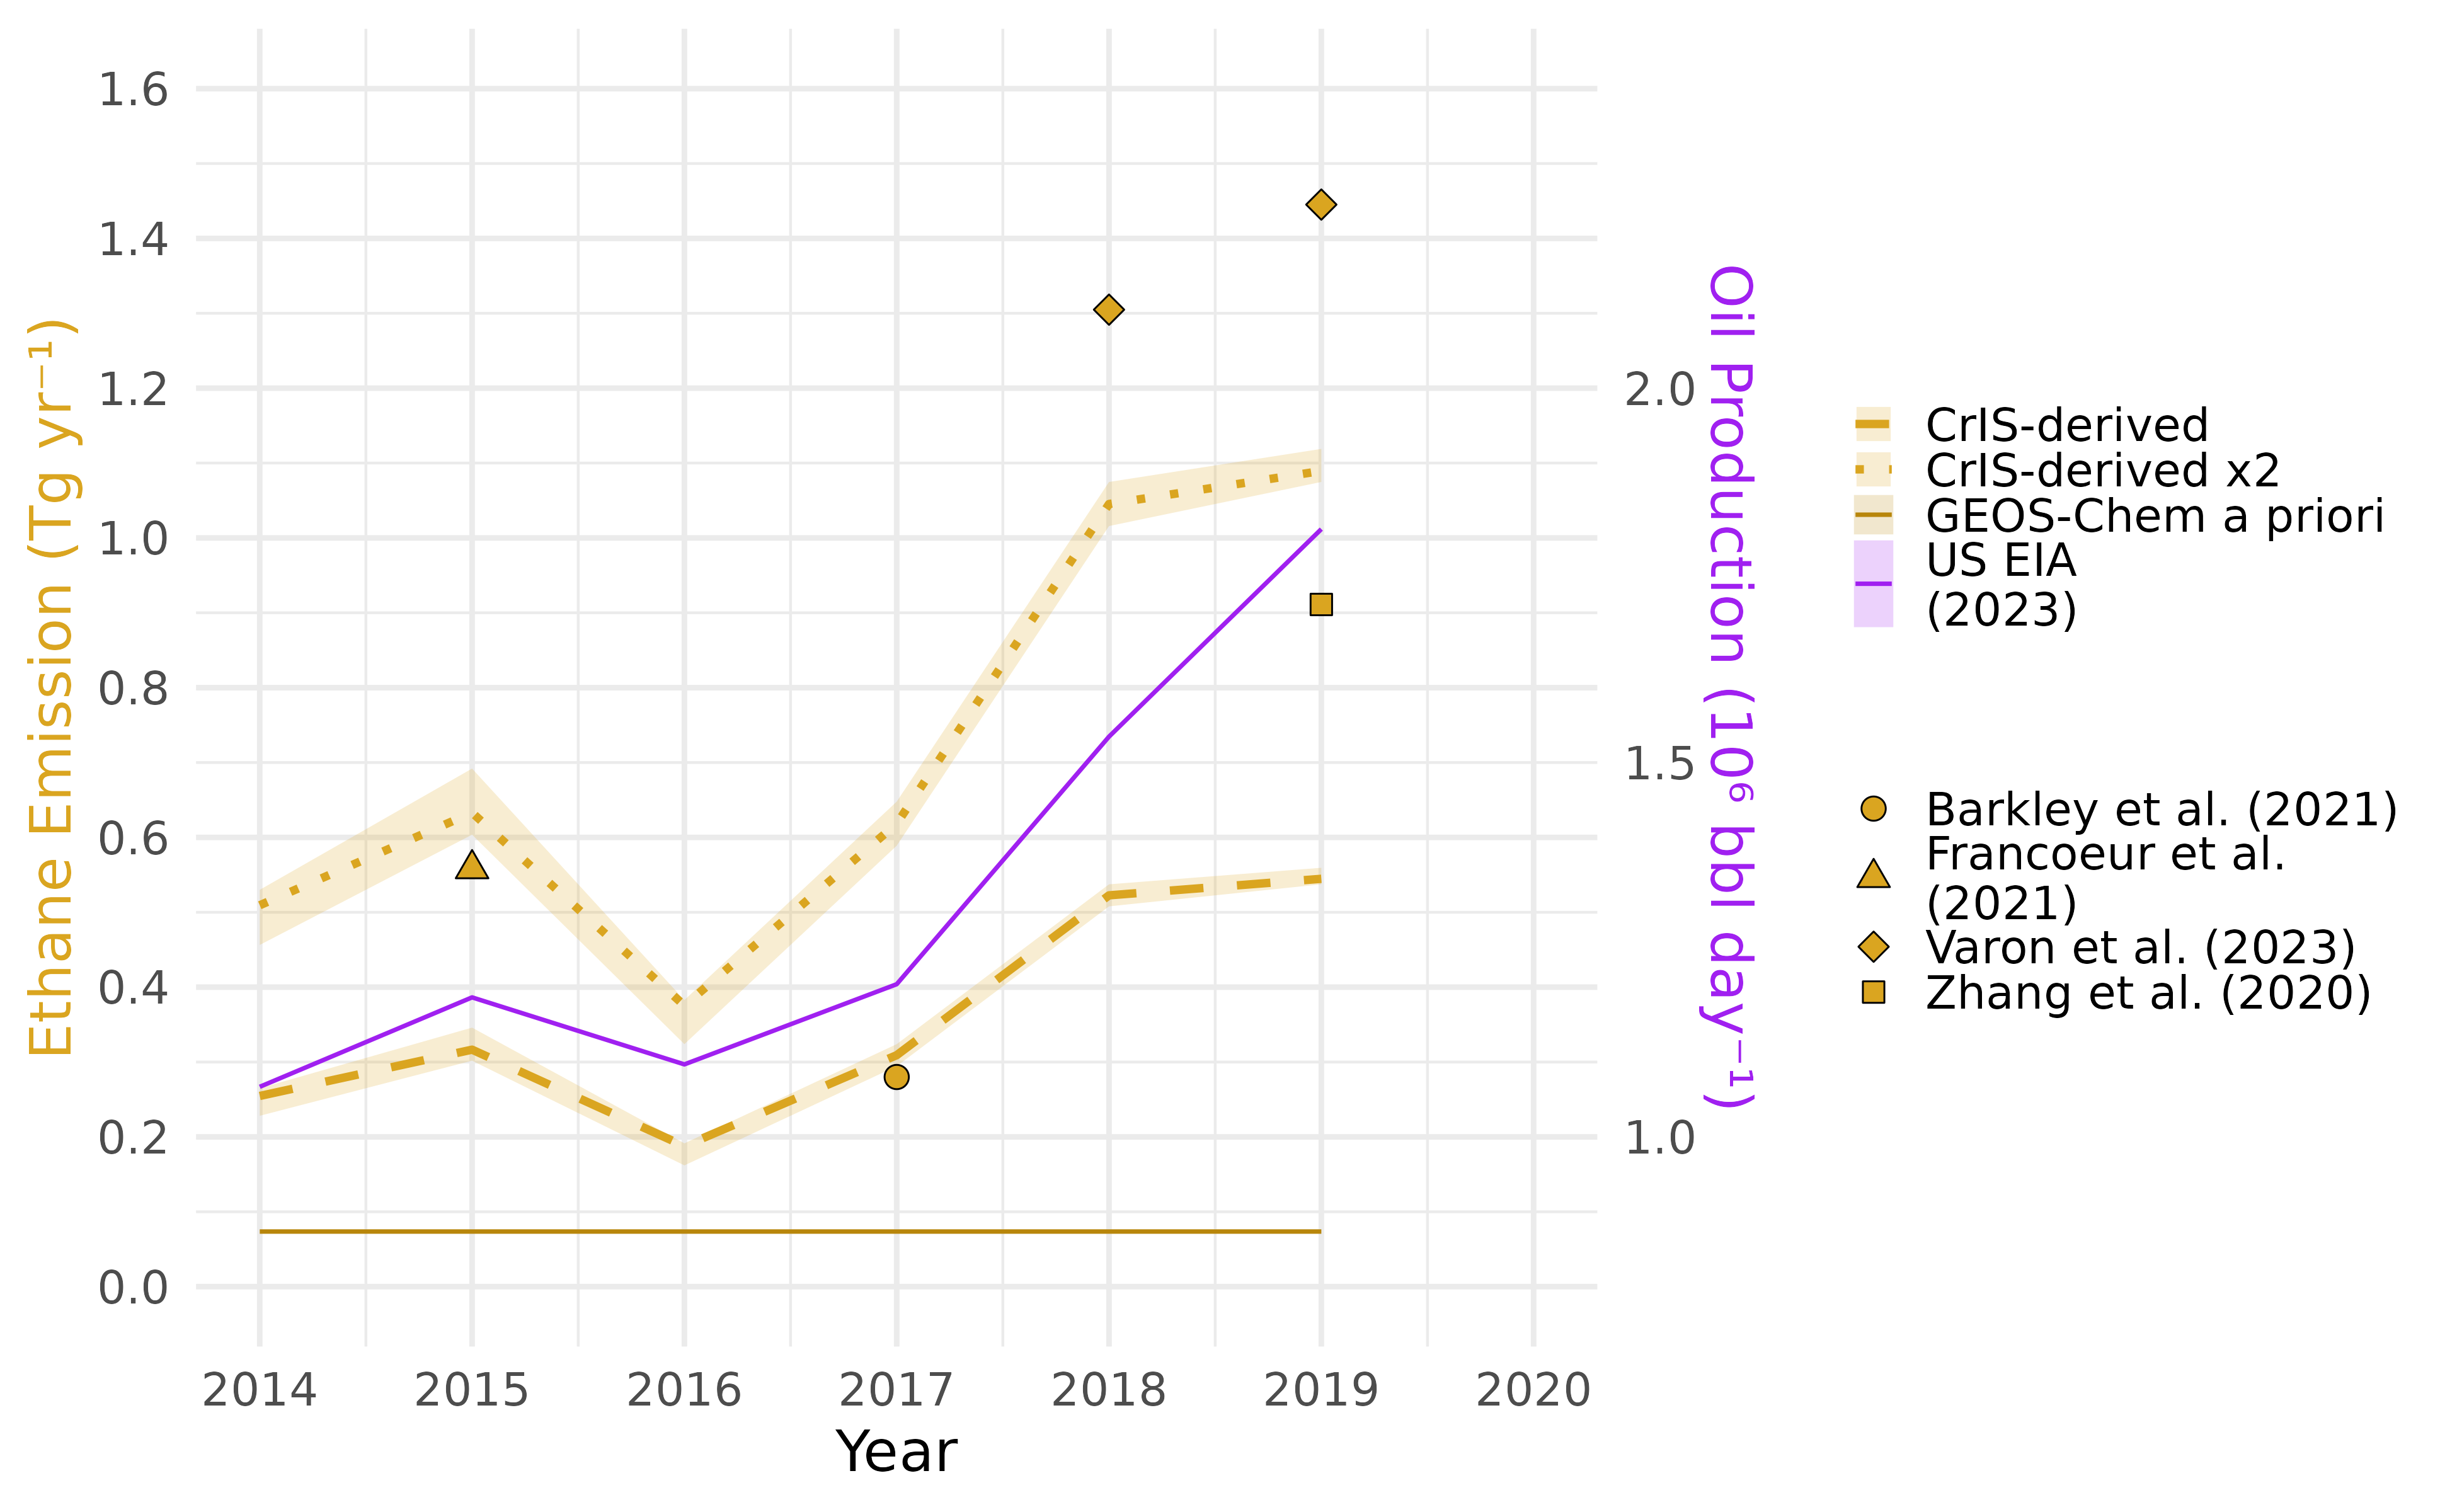 1.6
1.4
1.2
1.0
0.8
0.6
0.4
0.2
0.0
Ethane Emission (Tg yr⁻¹)
2014 2015 2016 2017 2018 2019 2020
Year
2.0
1.5
1.0
Oil Production (10⁶ bbl day⁻¹)
CrIS-derived
CrIS-derived x2
GEOS-Chem a priori
US EIA
(2023)
Barkley et al. (2021)
Francoeur et al.
(2021)
Varon et al. (2023)
Zhang et al. (2020)